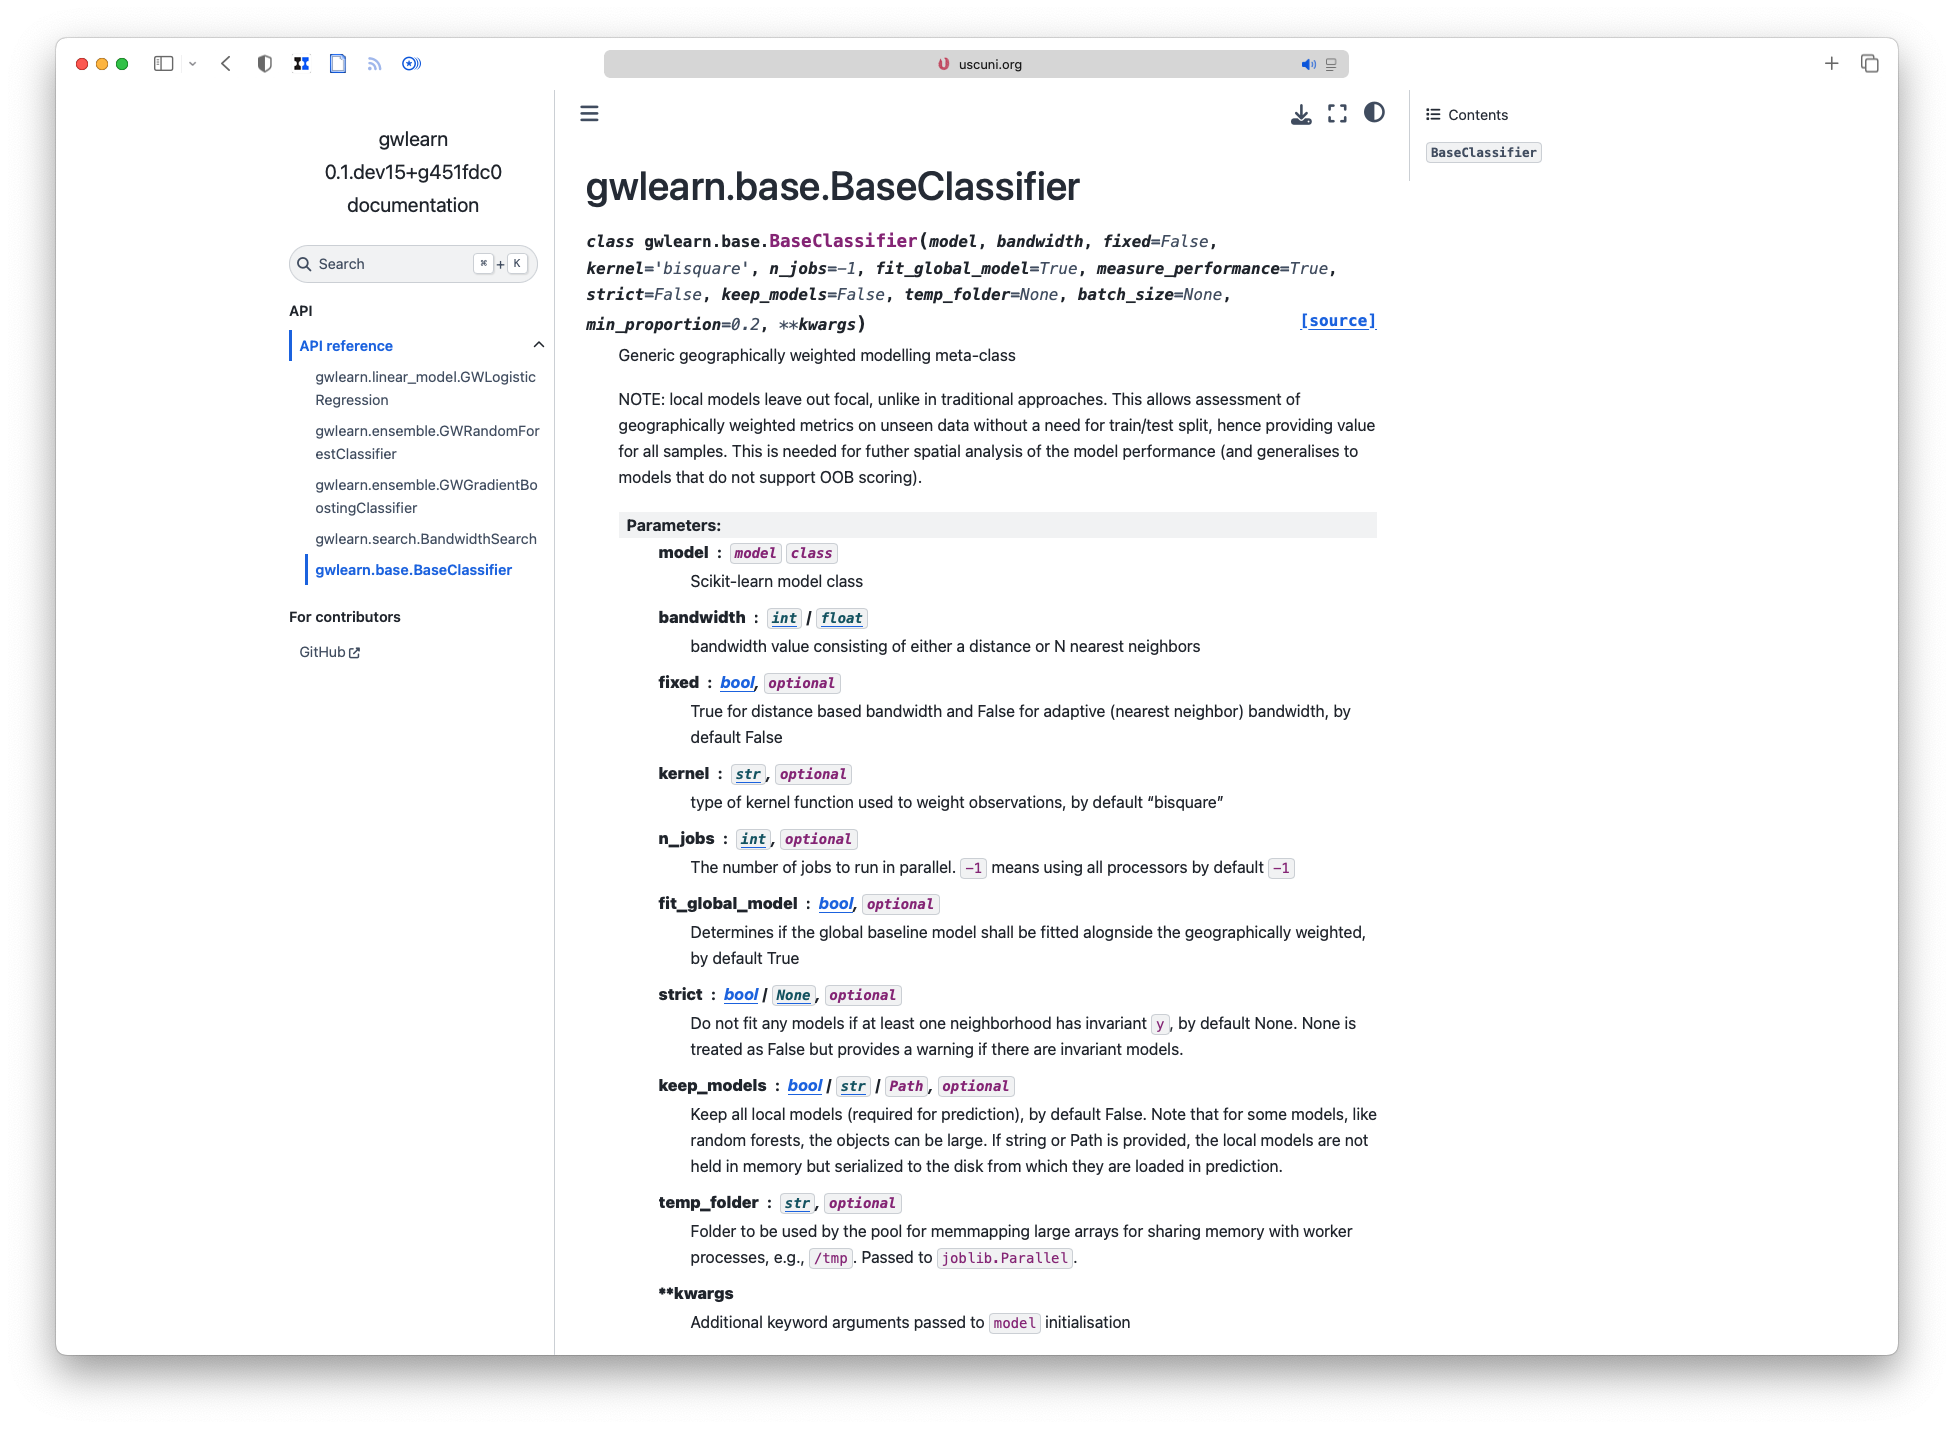 uscuni.org
gwlearn
0.1.dev15+g451fdc0
documentation
Search ⌘ + K
API
API reference
gwlearn.linear_model.GWLogistic
Regression
gwlearn.ensemble.GWRandomFor
estClassifier
gwlearn.ensemble.GWGradientBo
ostingClassifier
gwlearn.search.BandwidthSearch
gwlearn.base.BaseClassifier
For contributors
GitHub
gwlearn.base.BaseClassifier
class gwlearn.base.BaseClassifier(model, bandwidth, fixed=False,
kernel='bisquare', n_jobs=-1, fit_global_model=True, measure_performance=True,
strict=False, keep_models=False, temp_folder=None, batch_size=None,
min_proportion=0.2, **kwargs) [source]
Generic geographically weighted modelling meta-class
NOTE: local models leave out focal, unlike in traditional approaches. This allows assessment of
geographically weighted metrics on unseen data without a need for train/test split, hence providing value
for all samples. This is needed for futher spatial analysis of the model performance (and generalises to
models that do not support OOB scoring).
Parameters:
model : model class
Scikit-learn model class
bandwidth : int / float
bandwidth value consisting of either a distance or N nearest neighbors
fixed : bool, optional
True for distance based bandwidth and False for adaptive (nearest neighbor) bandwidth, by
default False
kernel : str, optional
type of kernel function used to weight observations, by default “bisquare”
n_jobs : int, optional
The number of jobs to run in parallel. -1 means using all processors by default -1
fit_global_model : bool, optional
Determines if the global baseline model shall be fitted alognside the geographically weighted,
by default True
strict : bool / None, optional
Do not fit any models if at least one neighborhood has invariant y, by default None. None is
treated as False but provides a warning if there are invariant models.
keep_models : bool / str / Path, optional
Keep all local models (required for prediction), by default False. Note that for some models, like
random forests, the objects can be large. If string or Path is provided, the local models are not
held in memory but serialized to the disk from which they are loaded in prediction.
temp_folder : str, optional
Folder to be used by the pool for memmapping large arrays for sharing memory with worker
processes, e.g., /tmp. Passed to joblib.Parallel.
**kwargs
Additional keyword arguments passed to model initialisation
Contents
BaseClassifier